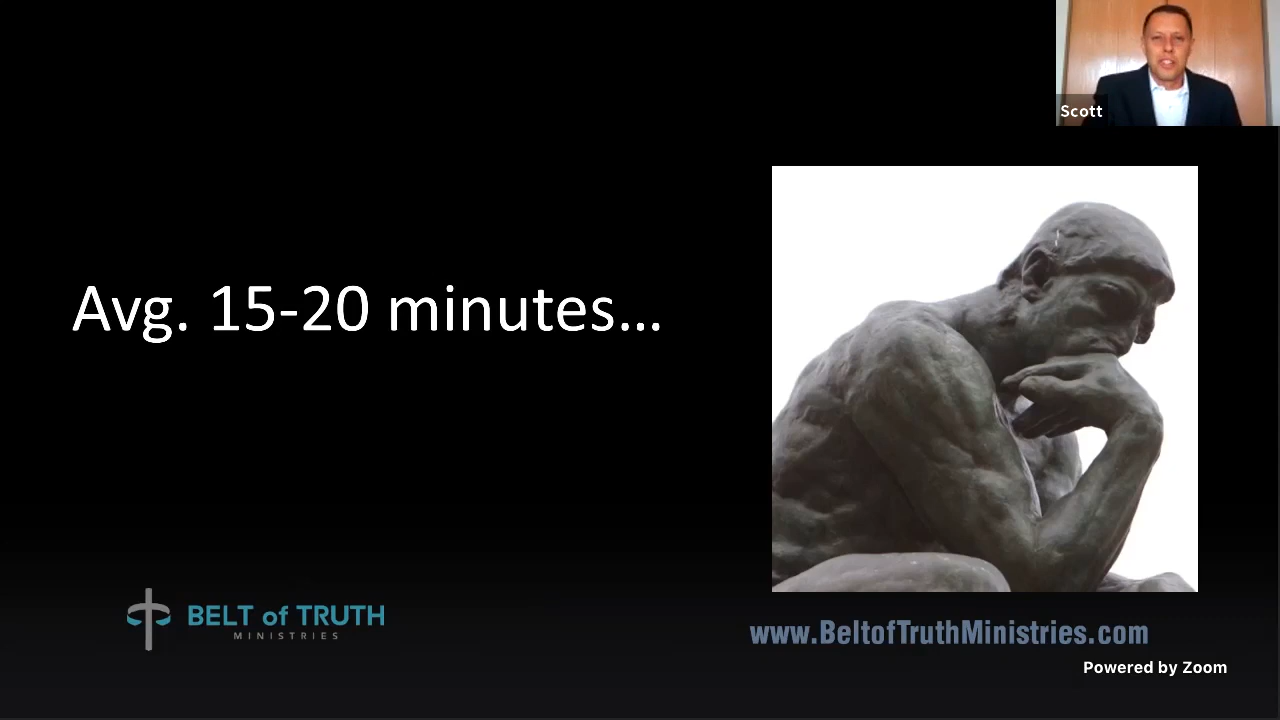 Scott
Avg. 15-20 minutes...
BELT of TRUTH
MINISTRIES
www.BeltofTruthMinistries.com
Powered by Zoom